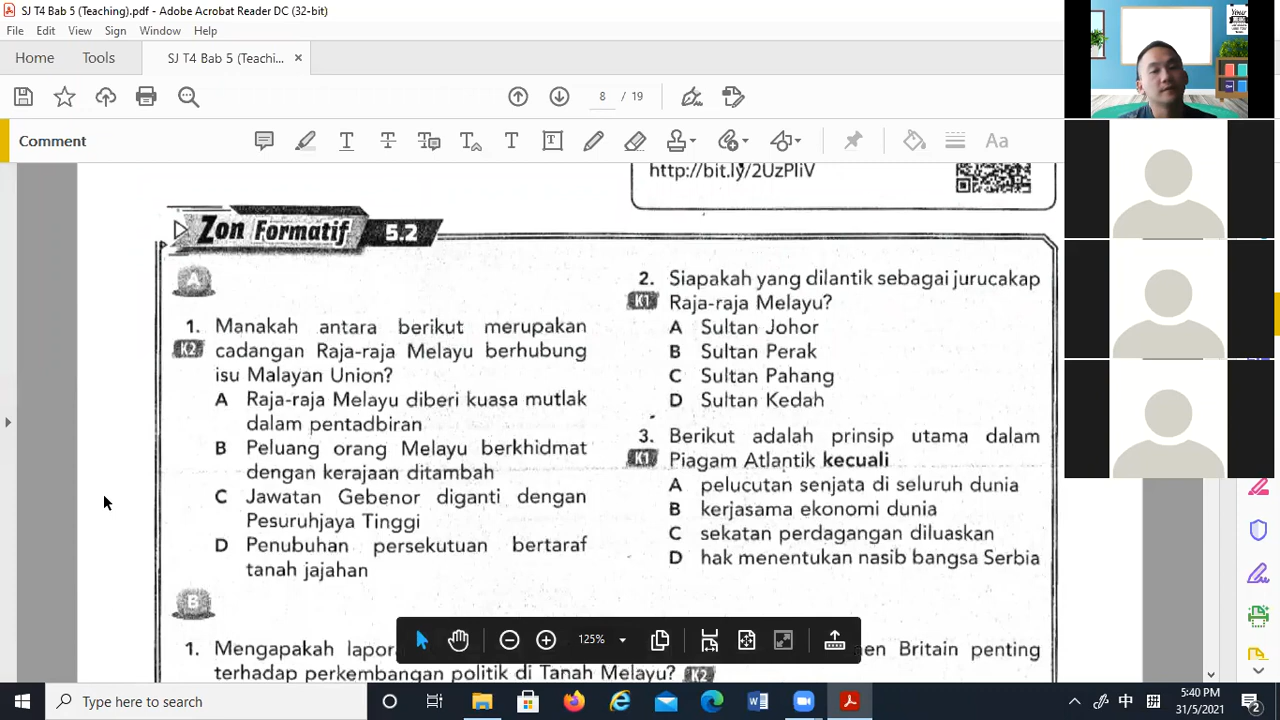 SJ T4 Bab 5 (Teaching).pdf - Adobe Acrobat Reader DC (32-bit)
File Edit View Sign Window Help
Home Tools SJ T4 Bab 5 (Teachi... ×
8 / 19
Comment
http://bit.ly/2UzPIiV
Zon Formatif 5.2
A
1. Manakah antara berikut merupakan
K2 cadangan Raja-raja Melayu berhubung
isu Malayan Union?
A Raja-raja Melayu diberi kuasa mutlak
dalam pentadbiran
B Peluang orang Melayu berkhidmat
dengan kerajaan ditambah
C Jawatan Gebenor diganti dengan
Pesuruhjaya Tinggi
D Penubuhan persekutuan bertaraf
tanah jajahan
2. Siapakah yang dilantik sebagai jurucakap
K1 Raja-raja Melayu?
A Sultan Johor
B Sultan Perak
C Sultan Pahang
D Sultan Kedah
3. Berikut adalah prinsip utama dalam
K1 Piagam Atlantik kecuali
A pelucutan senjata di seluruh dunia
B kerjasama ekonomi dunia
C sekatan perdagangan diluaskan
D hak menentukan nasib bangsa Serbia
B
1. Mengapakah lapor en Britain penting
terhadap perkembangan politik di Tanah Melayu? K2
125%
Type here to search
中 拼 5:40 PM
31/5/2021 2